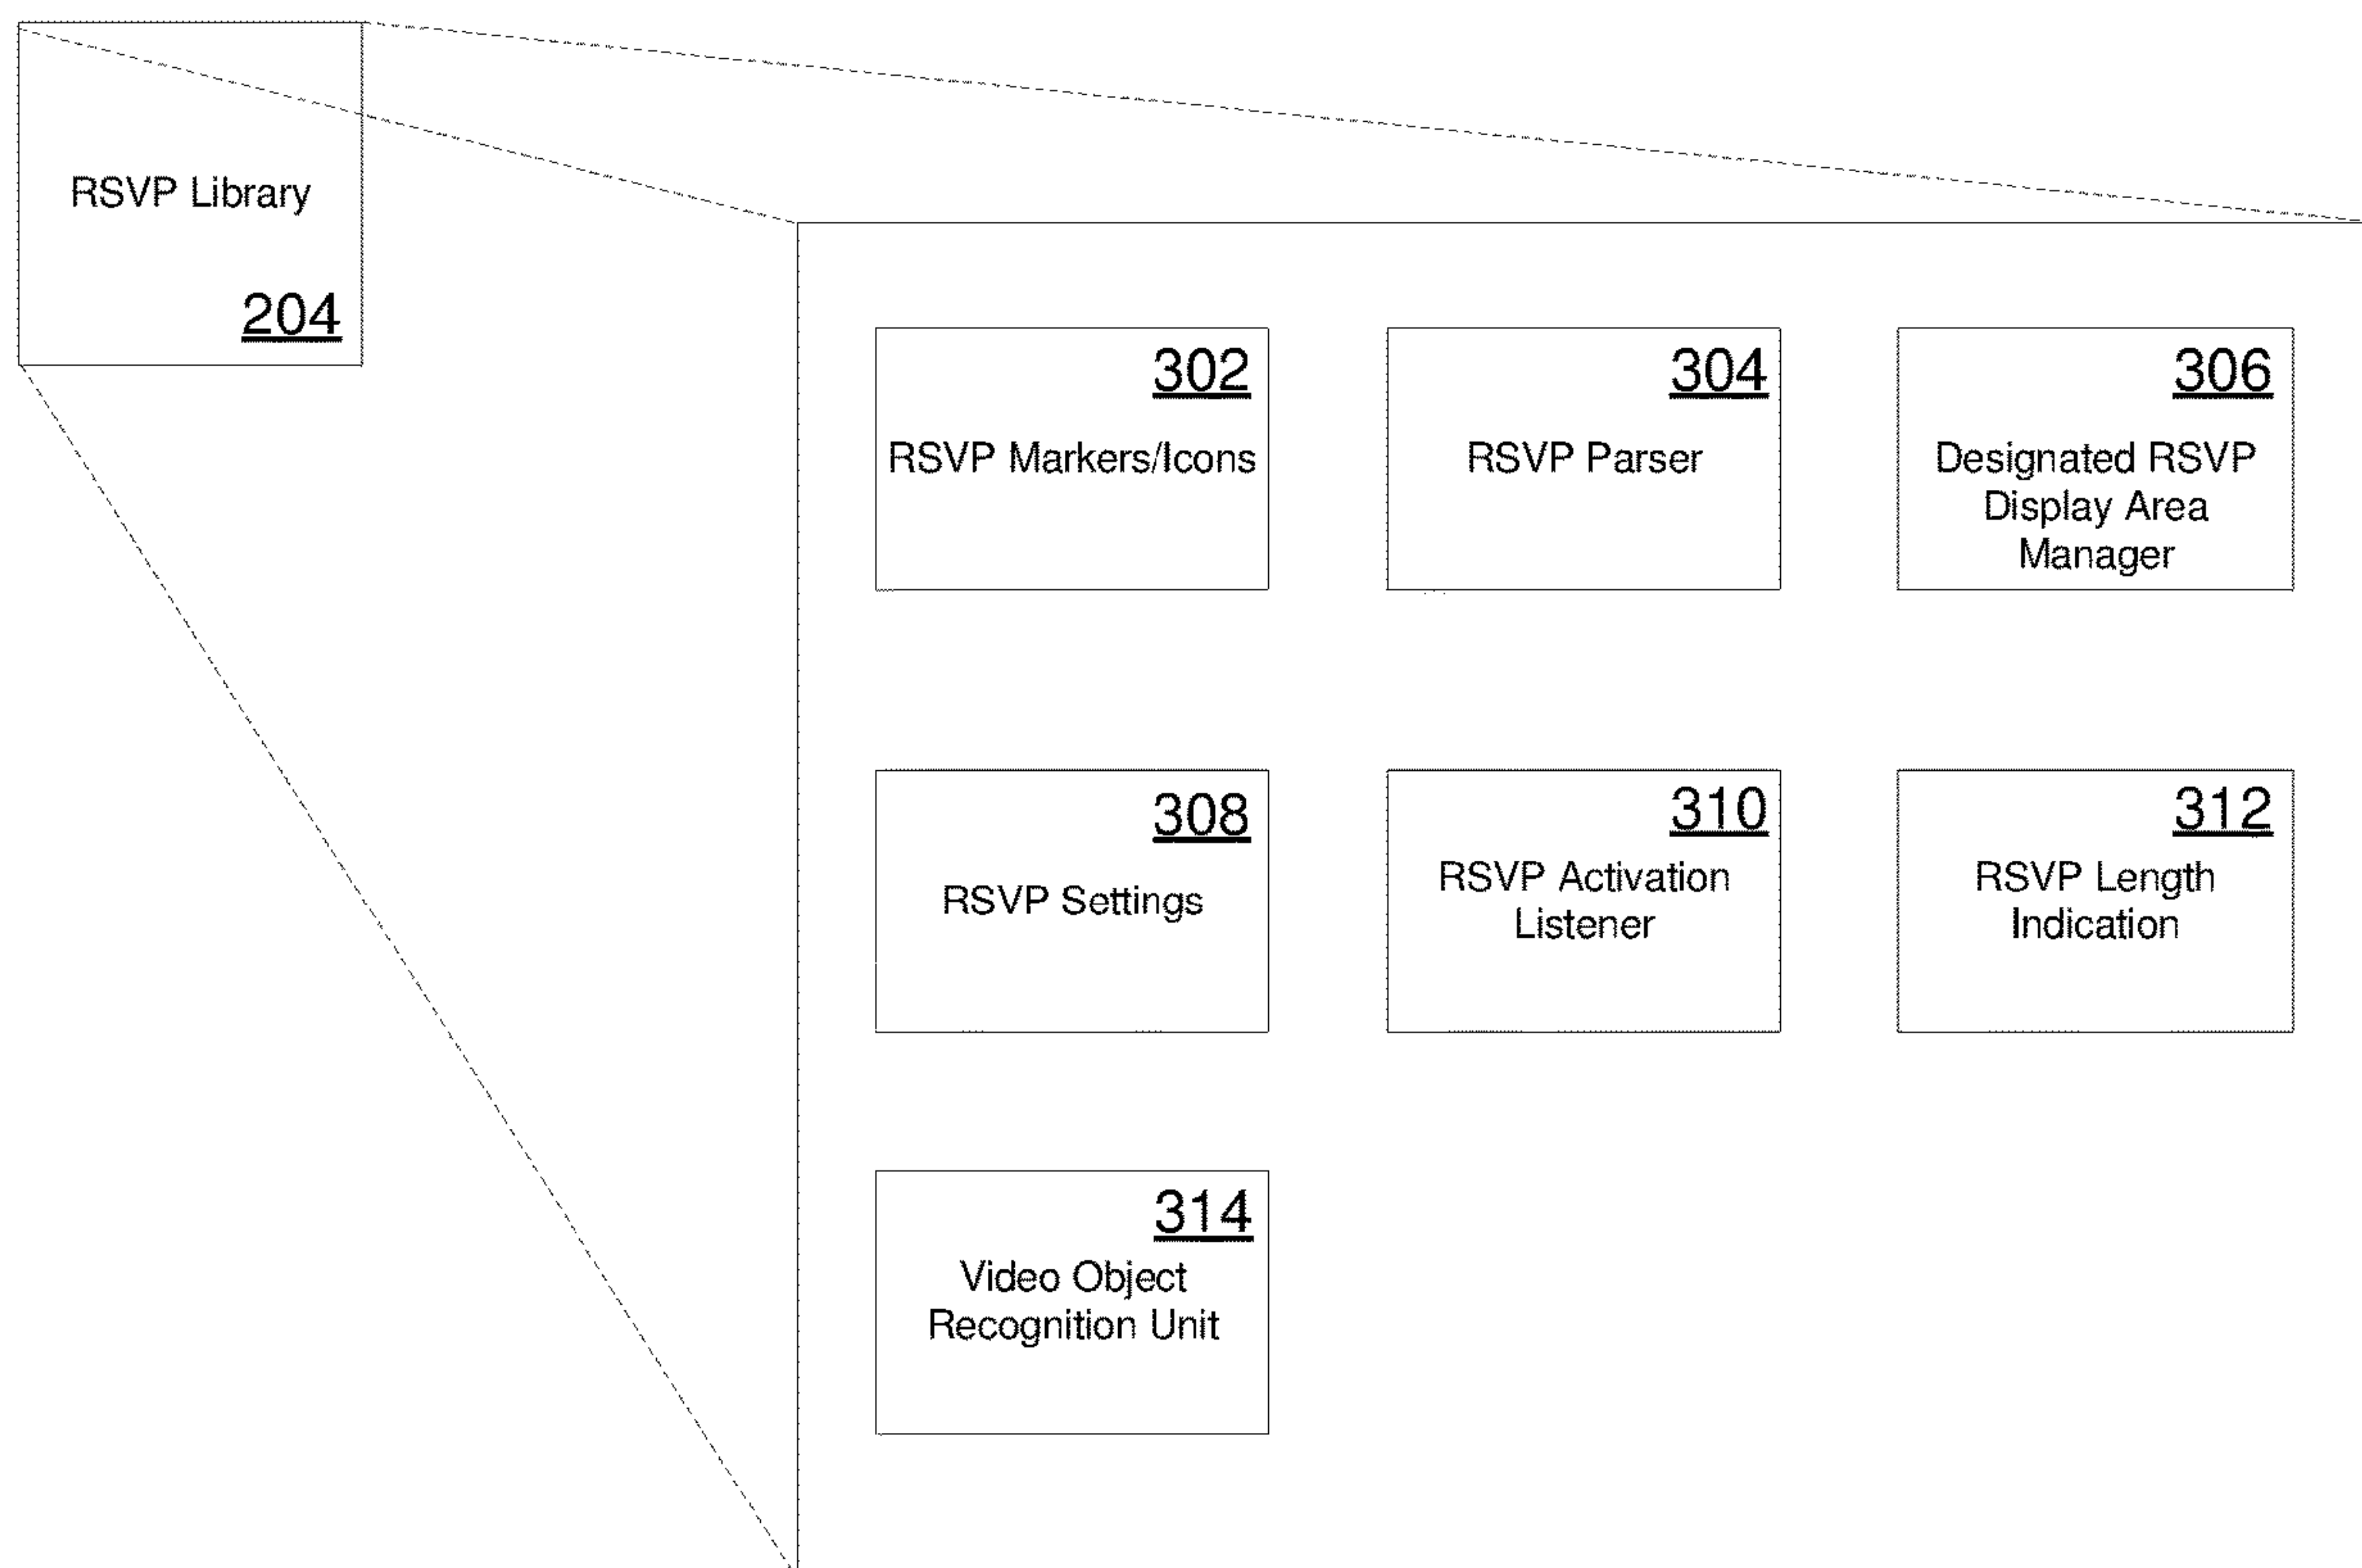 RSVP Library
204
302
RSVP Markers/Icons
304
RSVP Parser
306
Designated RSVP
Display Area
Manager
308
RSVP Settings
310
RSVP Activation
Listener
312
RSVP Length
Indication
314
Video Object
Recognition Unit